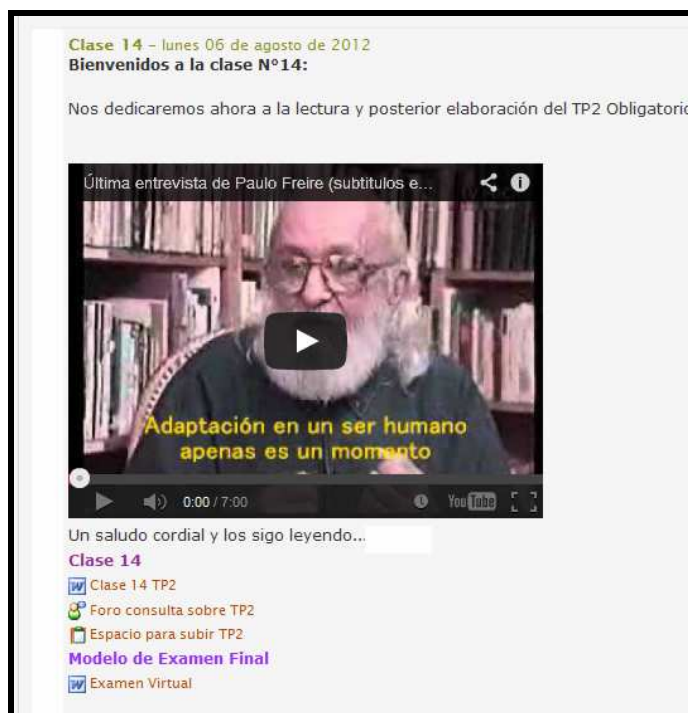 Clase 14 – lunes 06 de agosto de 2012
Bienvenidos a la clase Nº14:
Nos dedicaremos ahora a la lectura y posterior elaboración del TP2 Obligatorio
Última entrevista de Paulo Freire (subtitulos e...
Adaptación en un ser humano
apenas es un momento
0:00 / 7:00 YouTube
Un saludo cordial y los sigo leyendo...
Clase 14
Clase 14 TP2
Foro consulta sobre TP2
Espacio para subir TP2
Modelo de Examen Final
Examen Virtual